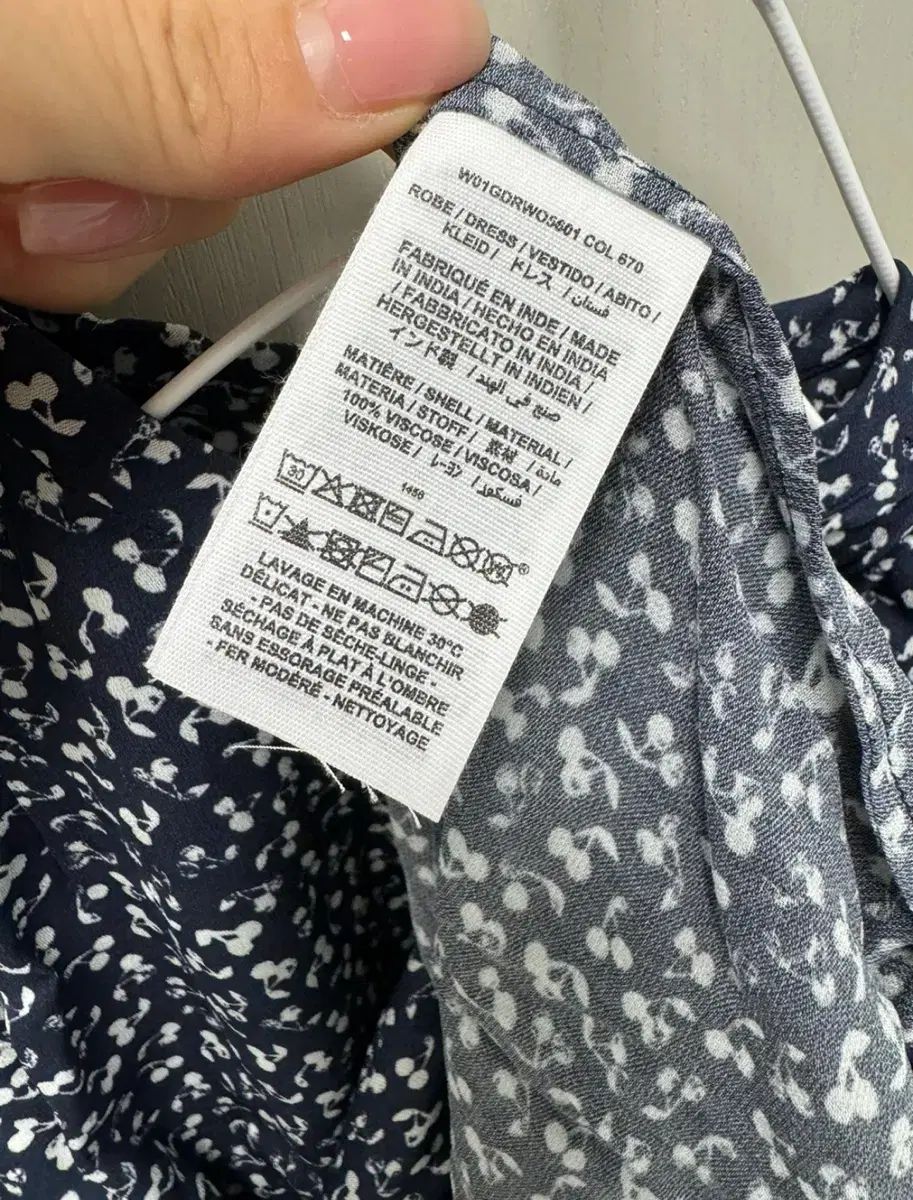 W01GDRWO5601 COL 670
ROBE / DRESS / VESTIDO / ABITO /
KLEID / ドレス / فستان
FABRIQUÉ EN INDE / MADE
IN INDIA / HECHO EN INDIA
/ FABBRICATO IN INDIA /
HERGESTELLT IN INDIEN /
インド製 / صنع في الهند
MATIÈRE / SHELL / MATERIAL /
MATERIA / STOFF / 素材 / مادة
100% VISCOSE / VISCOSA /
VISKOSE / レーヨン / فسكوز
1450
30
LAVAGE EN MACHINE 30°C
DÉLICAT - NE PAS BLANCHIR
- PAS DE SÈCHE-LINGE -
SÉCHAGE À PLAT À L'OMBRE
SANS ESSORAGE PRÉALABLE
- FER MODÉRÉ - NETTOYAGE